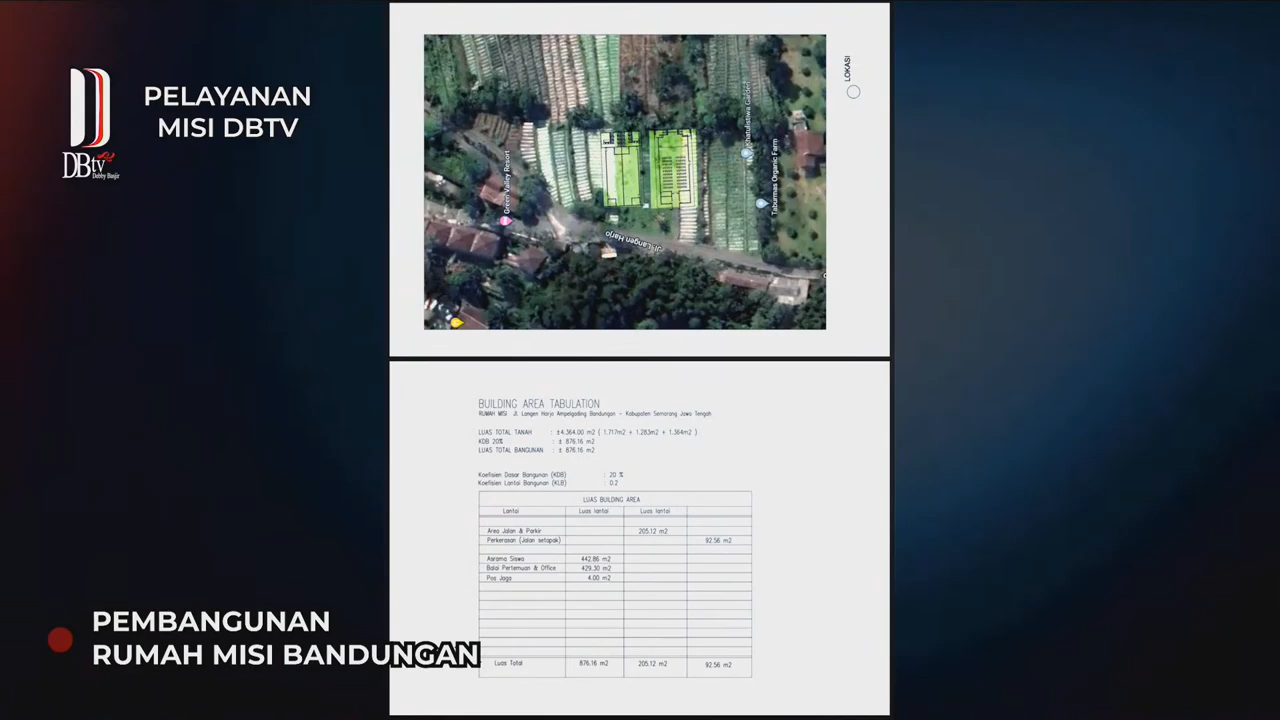 PELAYANAN
MISI DBTV
DBtv
Debby Basjir
LOKASI
Green Valley Resort
Khatulistiwa Garden
Taburmas Organic Farm
Jl. Langen Harjo
BUILDING AREA TABULATION
RUMAH MISI Jl. Langen Harjo Ampelgading Bandungan - Kabupaten Semarang Jawa Tengah
LUAS TOTAL TANAH : ±4.364.00 m2 ( 1.717m2 + 1.283m2 + 1.364m2 )
KDB 20% : ± 876,16 m2
LUAS TOTAL BANGUNAN : ± 876,16 m2
Koefisien Dasar Bangunan (KDB) : 20 %
Koefisien Lantai Bangunan (KLB) : 0.2
LUAS BUILDING AREA
Lantai Luas lantai Luas lantai
Area Jalan & Parkir 205.12 m2
Perkerasan (Jalan setapak) 92.56 m2
Asrama Siswa 442.86 m2
Balai Pertemuan & Office 429.30 m2
Pos Jaga 4.00 m2
Luas Total 876,16 m2 205.12 m2 92.56 m2
PEMBANGUNAN
RUMAH MISI BANDUNGAN